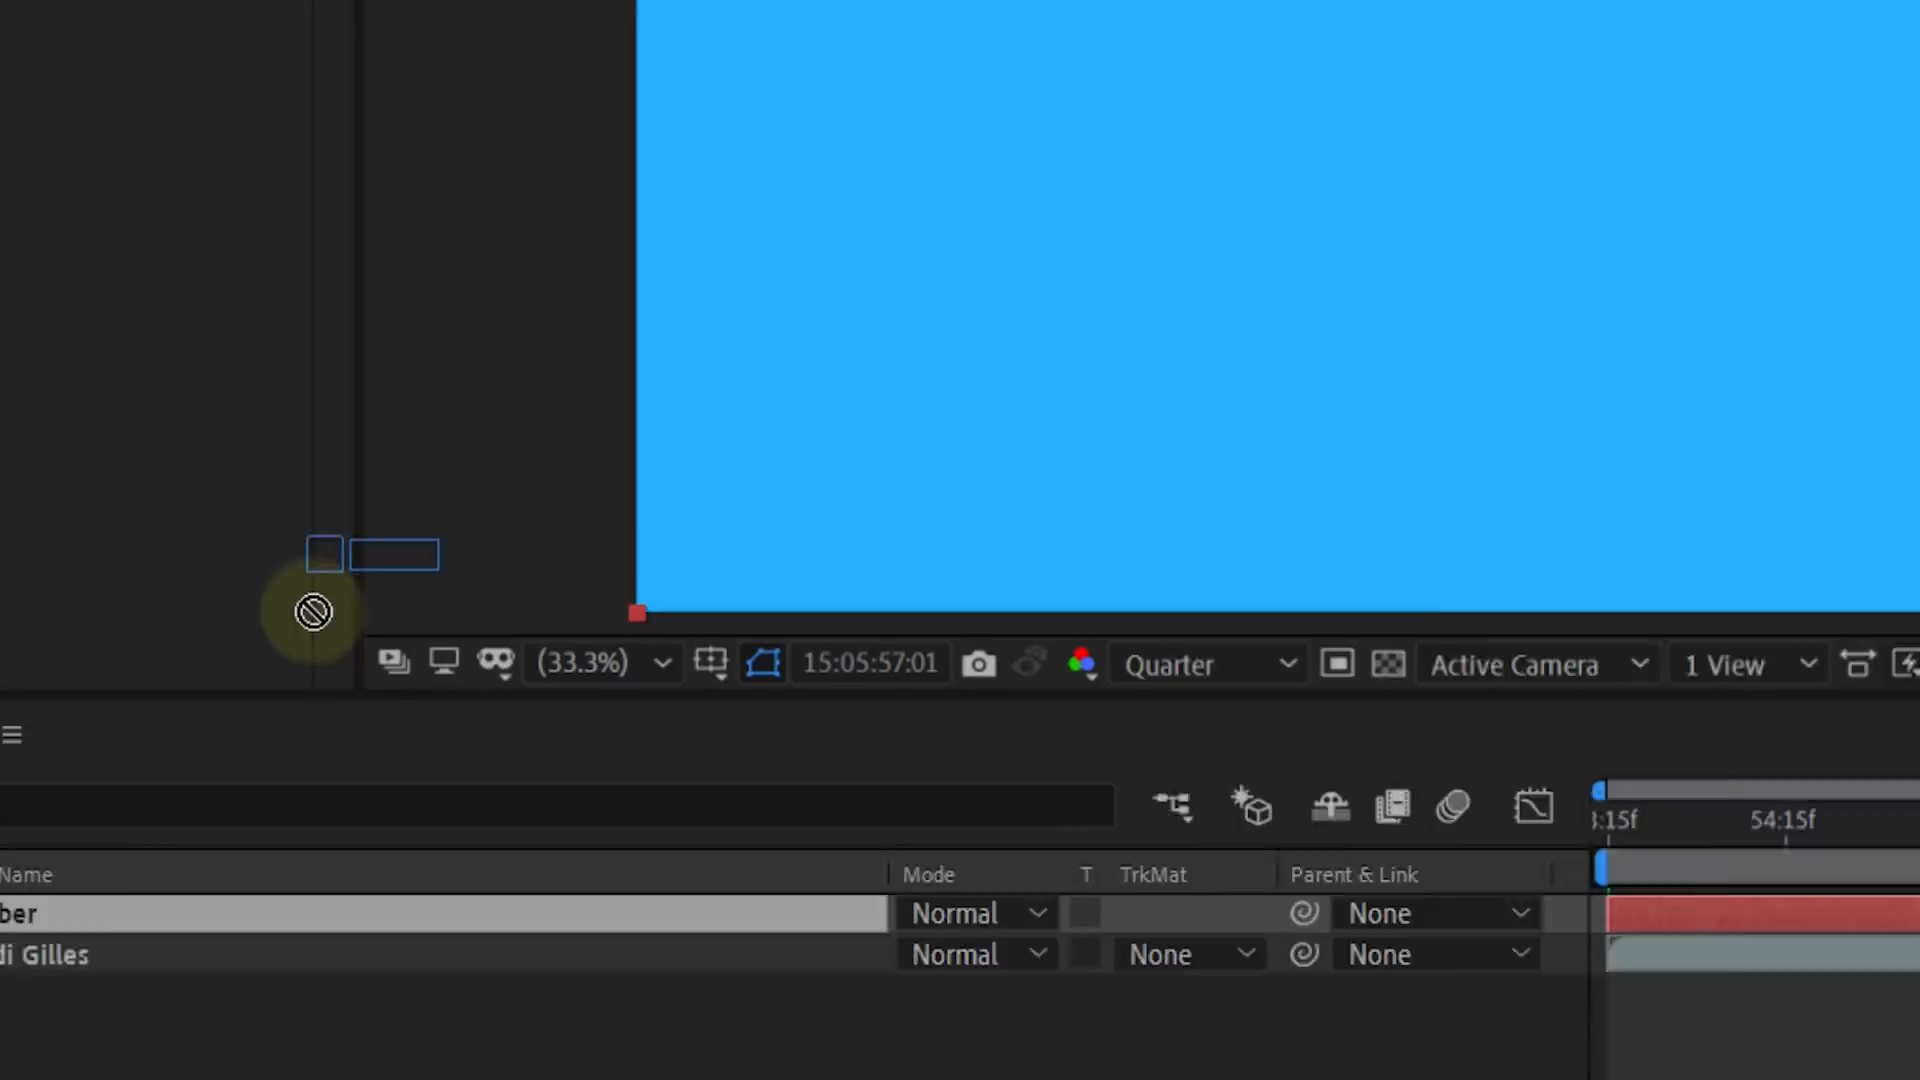 (33.3%) 15:05:57:01 Quarter Active Camera 1 View
:15f 54:15f
Name Mode T TrkMat Parent & Link
ber Normal None
di Gilles Normal None None